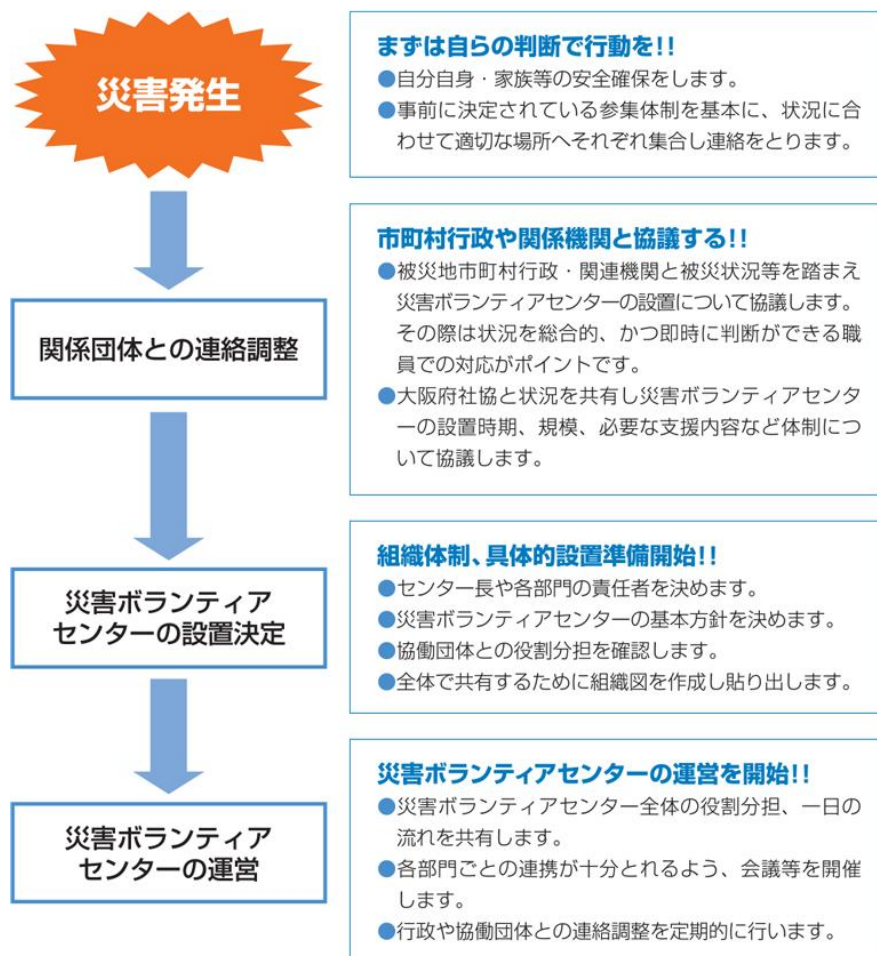 災害発生
まずは自らの判断で行動を!!
●自分自身・家族等の安全確保をします。
●事前に決定されている参集体制を基本に、状況に合
わせて適切な場所へそれぞれ集合し連絡をとります。
関係団体との連絡調整
市町村行政や関係機関と協議する!!
●被災地市町村行政・関連機関と被災状況等を踏まえ
災害ボランティアセンターの設置について協議します。
その際は状況を総合的、かつ即時に判断ができる職
員での対応がポイントです。
●大阪府社協と状況を共有し災害ボランティアセンタ
ーの設置時期、規模、必要な支援内容など体制につ
いて協議します。
災害ボランティア
センターの設置決定
組織体制、具体的設置準備開始!!
●センター長や各部門の責任者を決めます。
●災害ボランティアセンターの基本方針を決めます。
●協働団体との役割分担を確認します。
●全体で共有するために組織図を作成し貼り出します。
災害ボランティア
センターの運営
災害ボランティアセンターの運営を開始!!
●災害ボランティアセンター全体の役割分担、一日の
流れを共有します。
●各部門ごとの連携が十分とれるよう、会議等を開催
します。
●行政や協働団体との連絡調整を定期的に行います。